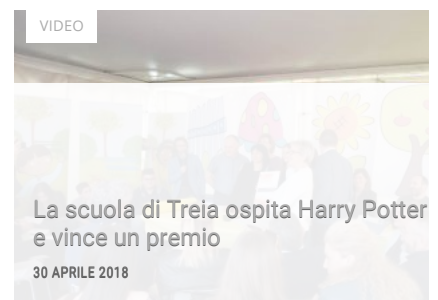 VIDEO
La scuola di Treia ospita Harry Potter
e vince un premio
30 APRILE 2018